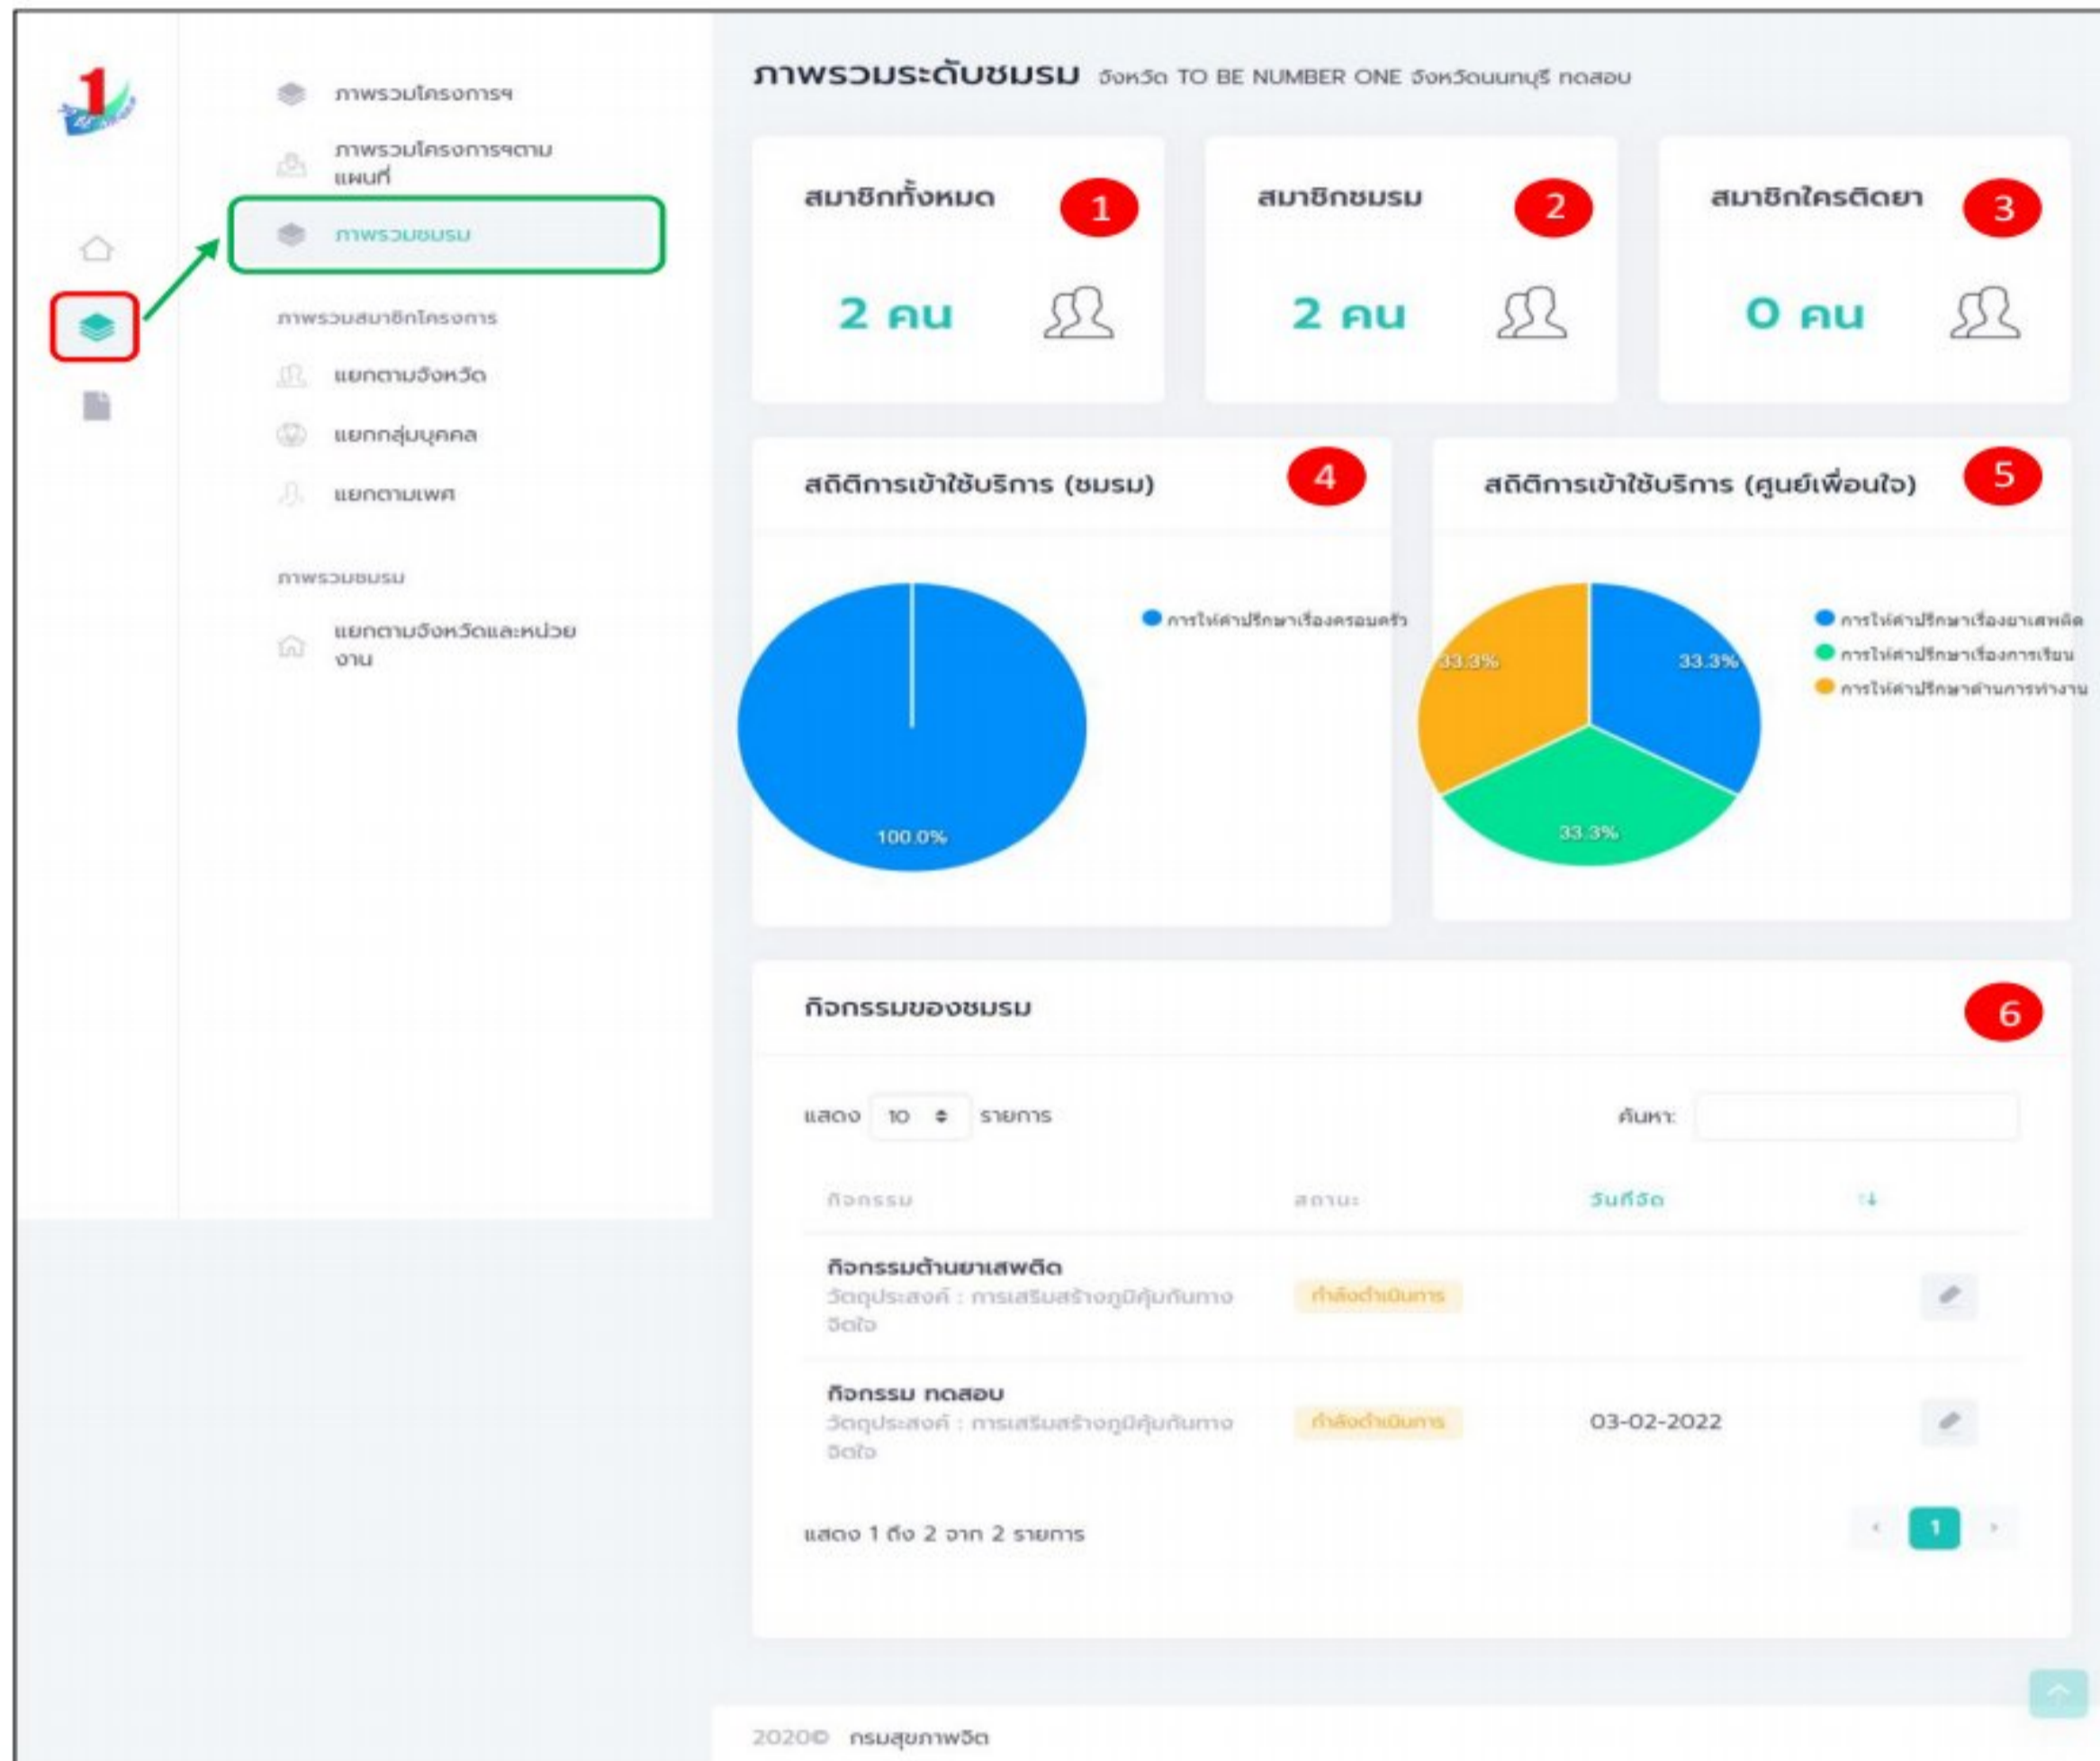 1
ภาพรวมโครงการฯ
ภาพรวมโครงการฯตาม
แผนที่
ภาพรวมชมรม
ภาพรวมสมาชิกโครงการ
แยกตามจังหวัด
แยกกลุ่มบุคคล
แยกตามเพศ
ภาพรวมชมรม
แยกตามจังหวัดและหน่วย
งาน
ภาพรวมระดับชมรม จังหวัด TO BE NUMBER ONE จังหวัดนนทบุรี ทดสอบ
สมาชิกทั้งหมด 1
2 คน
สมาชิกชมรม 2
2 คน
สมาชิกใครติดยา 3
0 คน
สถิติการเข้าใช้บริการ (ชมรม) 4
การให้คำปรึกษาเรื่องครอบครัว
100.0%
สถิติการเข้าใช้บริการ (ศูนย์เพื่อนใจ) 5
การให้คำปรึกษาเรื่องยาเสพติด
การให้คำปรึกษาเรื่องการเรียน
การให้คำปรึกษาด้านการทำงาน
33.3%
33.3%
33.3%
กิจกรรมของชมรม 6
แสดง 10 รายการ ค้นหา:
กิจกรรม สถานะ วันที่จัด
กิจกรรมต้านยาเสพติด
วัตถุประสงค์ : การเสริมสร้างภูมิคุ้มกันทาง กำลังดำเนินการ
จิตใจ
กิจกรรม ทดสอบ
วัตถุประสงค์ : การเสริมสร้างภูมิคุ้มกันทาง กำลังดำเนินการ 03-02-2022
จิตใจ
แสดง 1 ถึง 2 จาก 2 รายการ 1
2020© กรมสุขภาพจิต